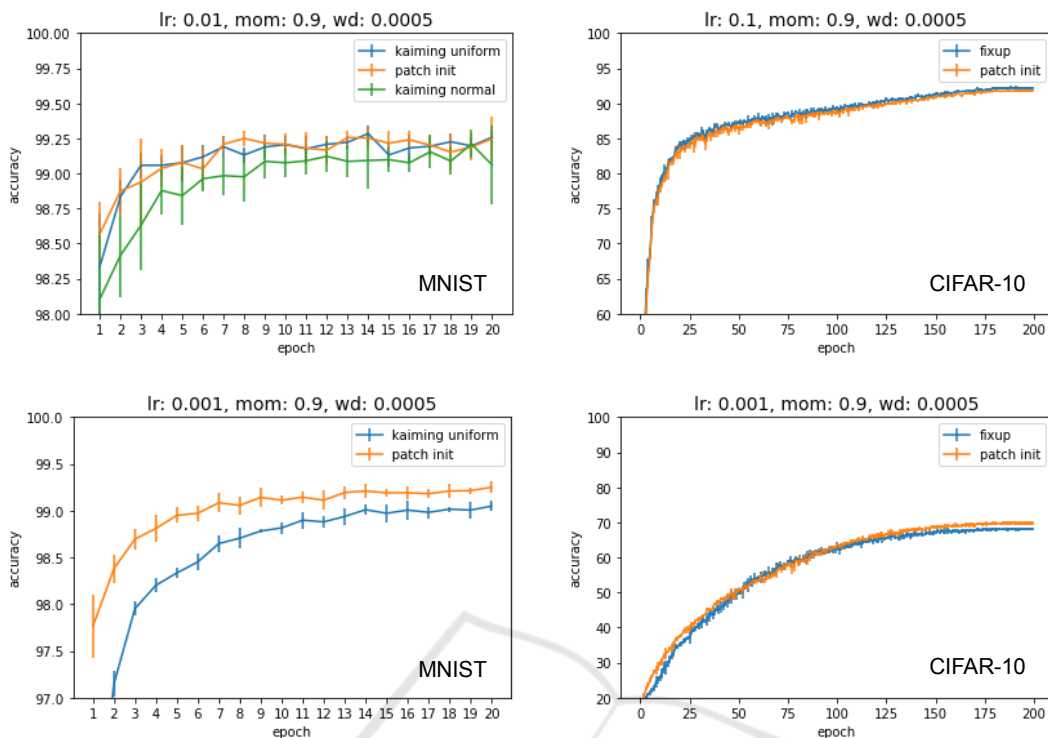 lr: 0.01, mom: 0.9, wd: 0.0005
100.00
99.75
99.50
99.25
99.00
98.75
98.50
98.25
98.00
accuracy
kaiming uniform
patch init
kaiming normal
MNIST
1 2 3 4 5 6 7 8 9 10 11 12 13 14 15 16 17 18 19 20
epoch
lr: 0.1, mom: 0.9, wd: 0.0005
100
95
90
85
80
75
70
65
60
accuracy
fixup
patch init
CIFAR-10
0 25 50 75 100 125 150 175 200
epoch
lr: 0.001, mom: 0.9, wd: 0.0005
100.0
99.5
99.0
98.5
98.0
97.5
97.0
accuracy
kaiming uniform
patch init
MNIST
1 2 3 4 5 6 7 8 9 10 11 12 13 14 15 16 17 18 19 20
epoch
lr: 0.001, mom: 0.9, wd: 0.0005
100
90
80
70
60
50
40
30
20
accuracy
fixup
patch init
CIFAR-10
0 25 50 75 100 125 150 175 200
epoch